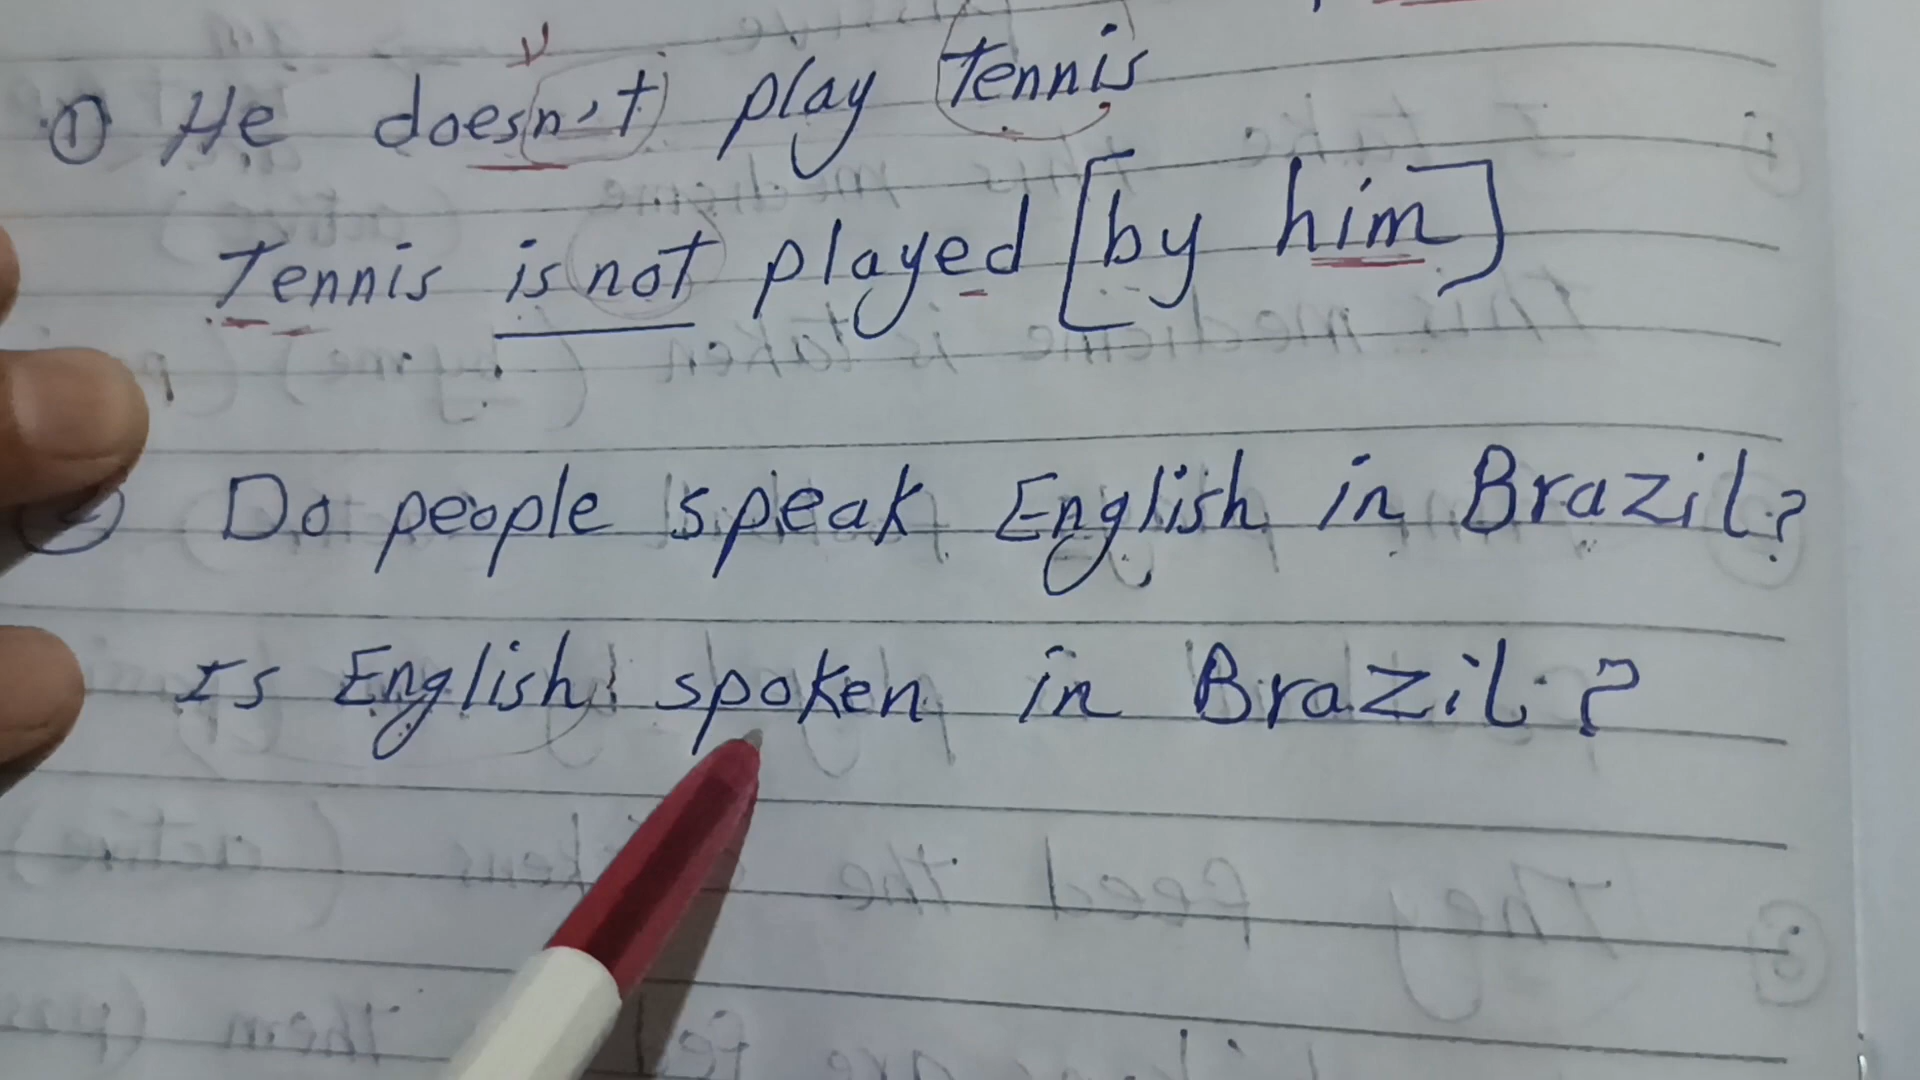 ① He doesn't play Tennis
Tennis is not played [by him]
② Do people speak English in Brazil?
Is English spoken in Brazil?